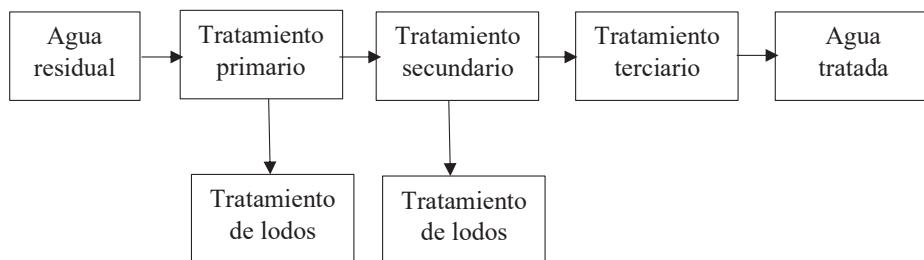 Agua
residual
Tratamiento
primario
Tratamiento
secundario
Tratamiento
terciario
Agua
tratada
Tratamiento
de lodos
Tratamiento
de lodos